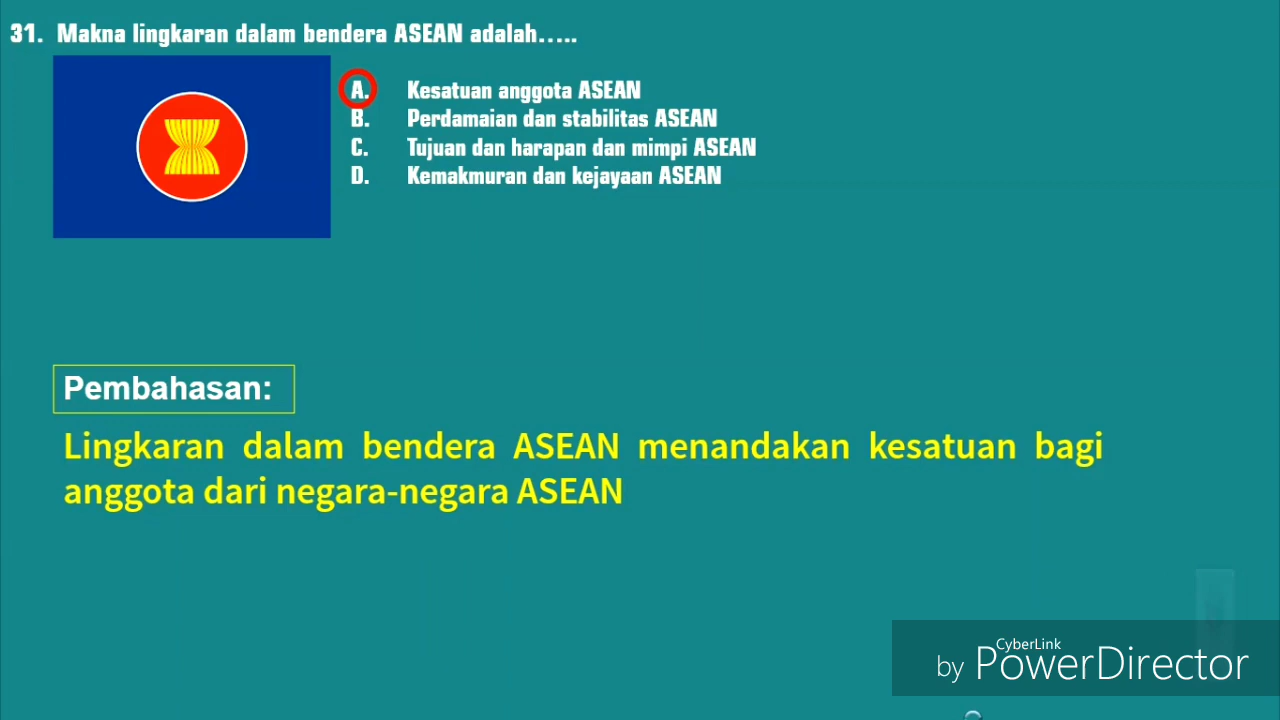 31. Makna lingkaran dalam bendera ASEAN adalah.....
A. Kesatuan anggota ASEAN
B. Perdamaian dan stabilitas ASEAN
C. Tujuan dan harapan dan mimpi ASEAN
D. Kemakmuran dan kejayaan ASEAN
Pembahasan:
Lingkaran dalam bendera ASEAN menandakan kesatuan bagi
anggota dari negara-negara ASEAN
CyberLink
by PowerDirector